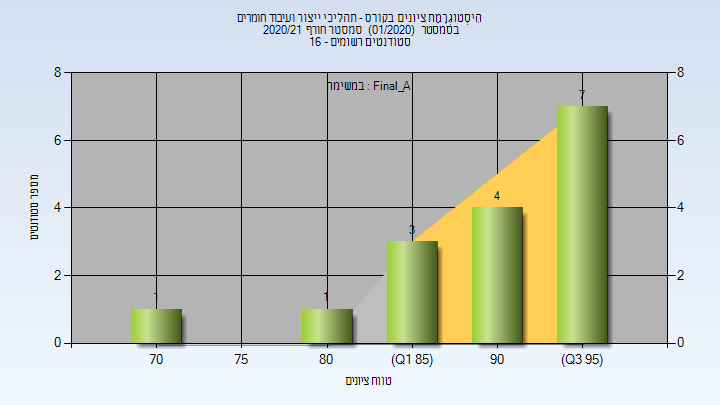 היסטוגרמת ציונים בקורס - תהליכי ייצור ועיבוד חומרים
בסמסטר (01/2020) סמסטר חורף 2020/21
סטודנטים רשומים - 16
במשימה : Final_A
8
6
4
2
0
8
6
4
2
0
מספר סטודנטים
1
1
3
4
7
70
75
80
(Q1 85)
90
(Q3 95)
טווח ציונים